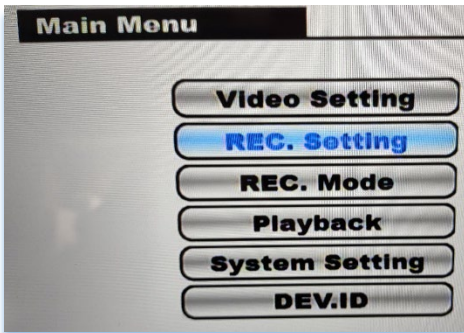 Main Menu
Video Setting
REC. Setting
REC. Mode
Playback
System Setting
DEV.ID